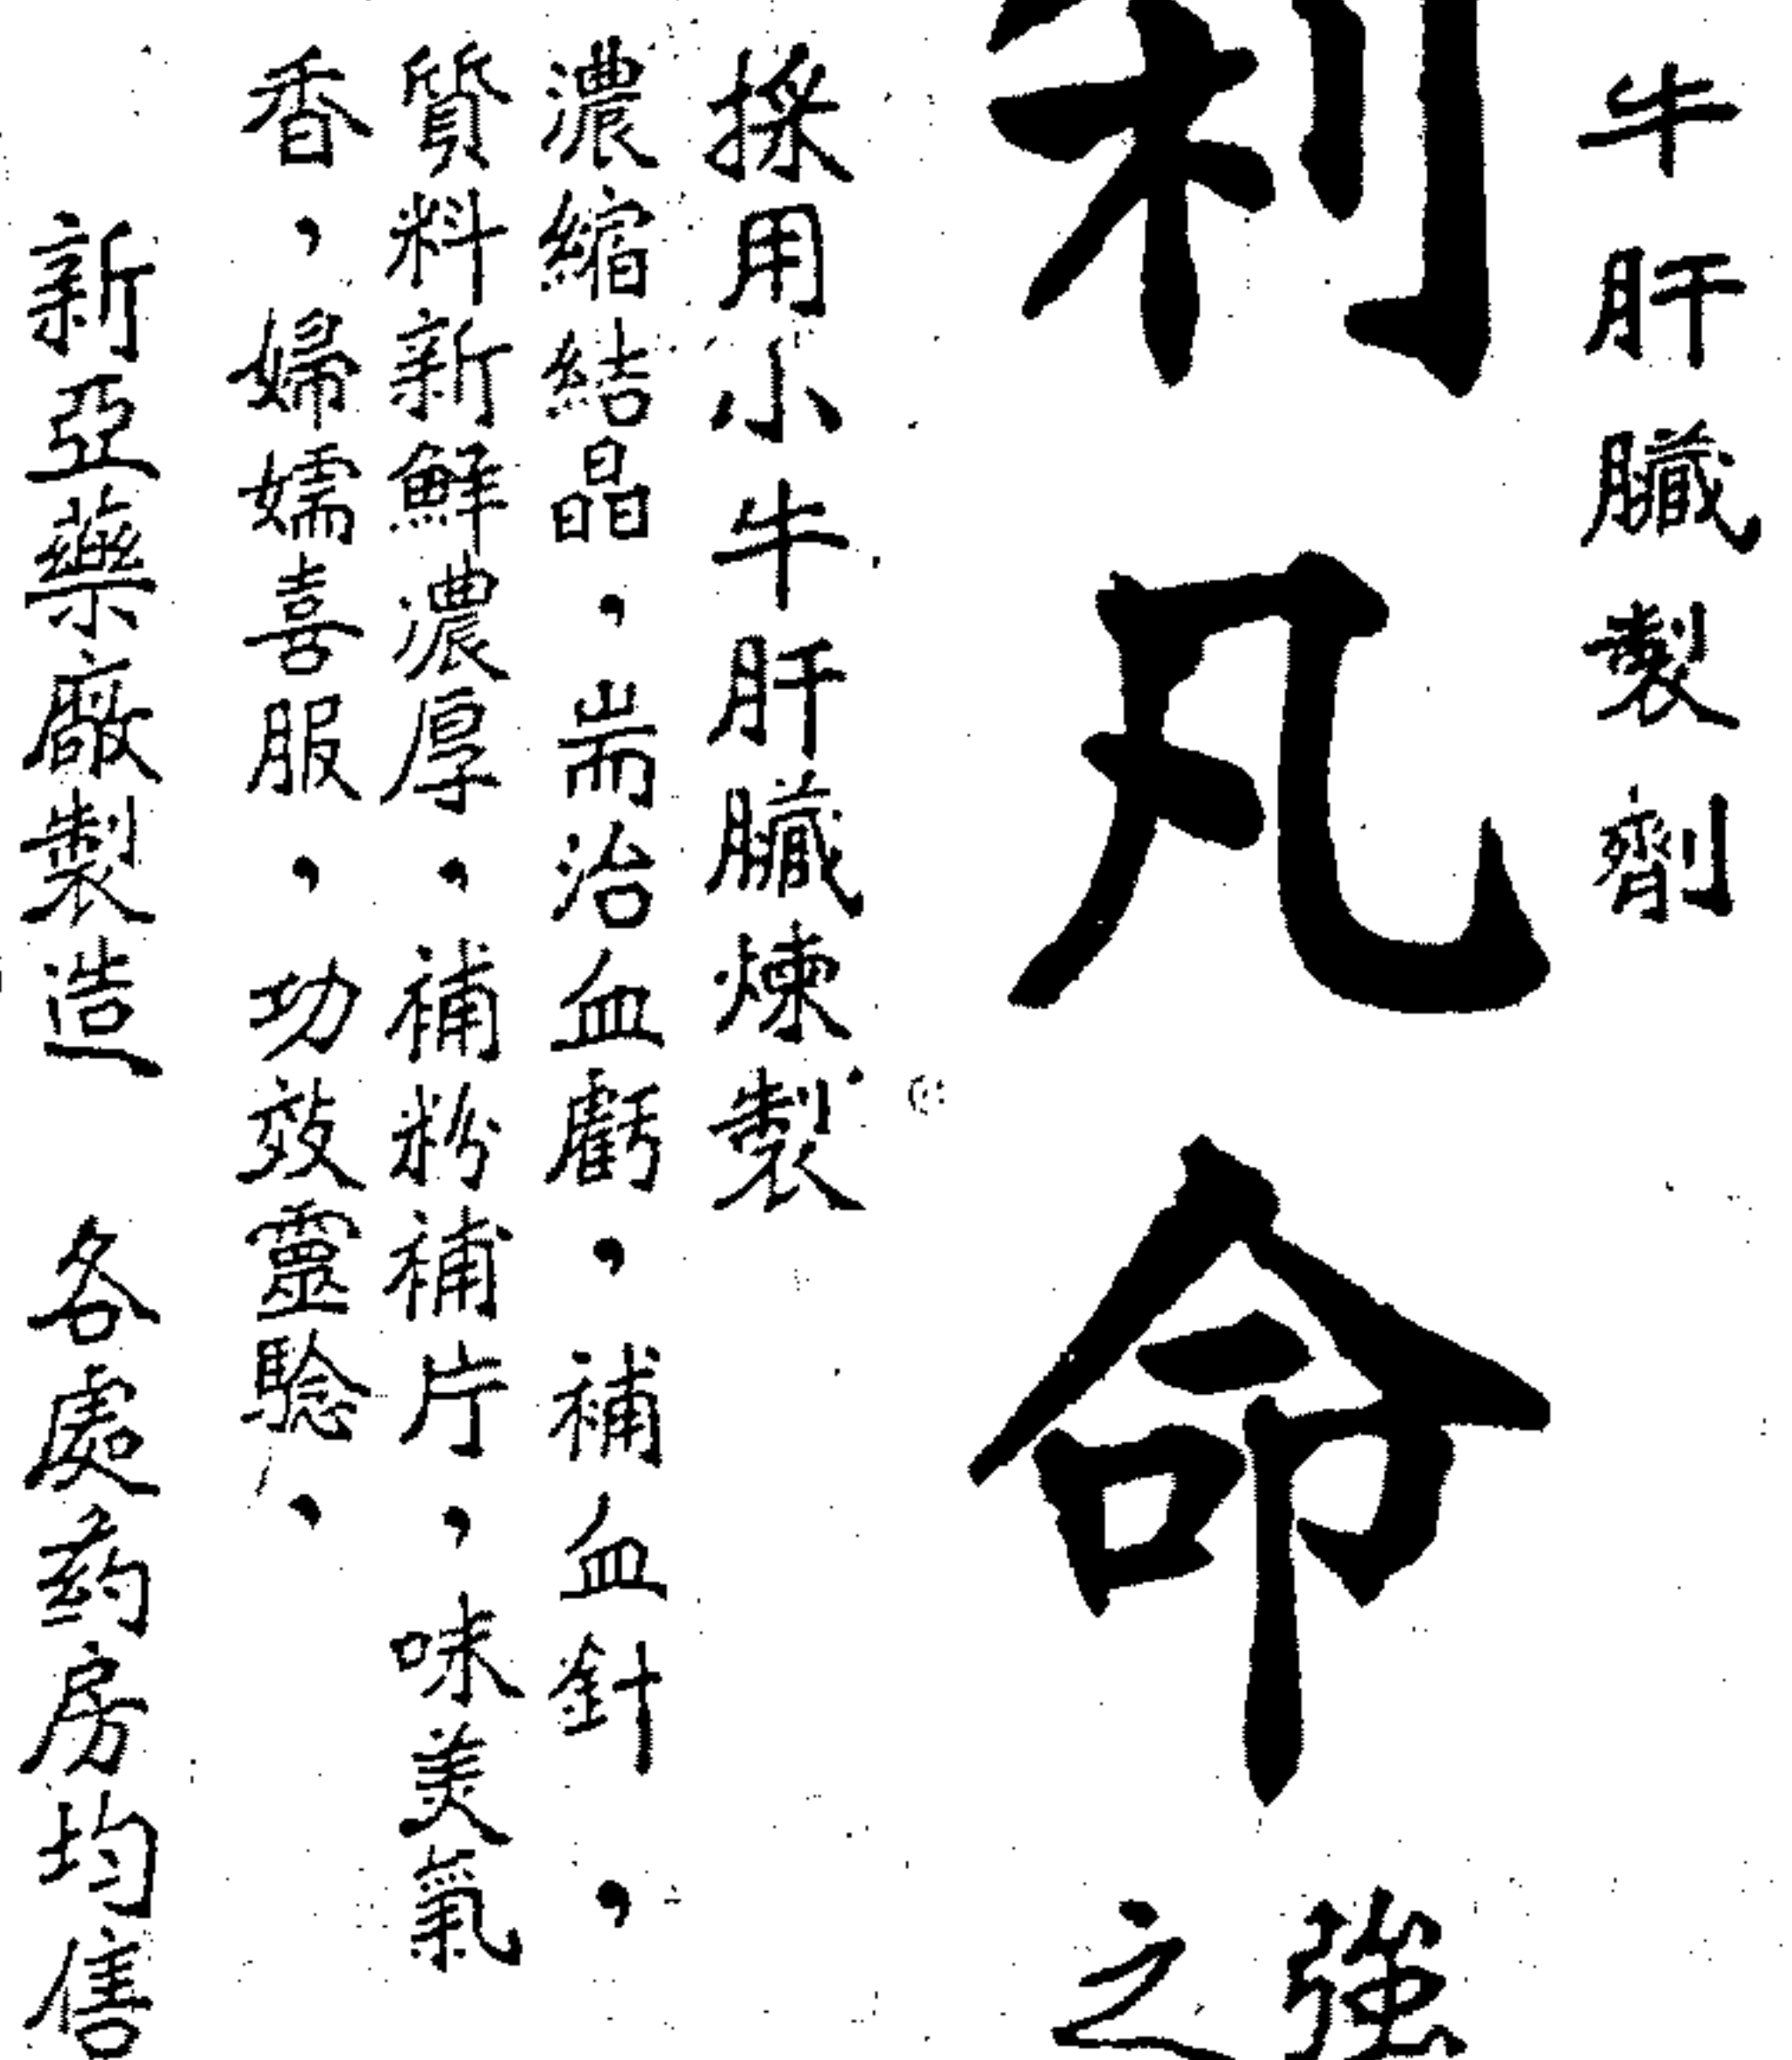 牛肝臟製劑
利凡命
強
之
採用小牛肝臟煉製
濃縮結晶，耑治血虧，補血針，
質料新鮮濃厚，補粉補片，味美氣
香，婦孺喜服，功效靈驗、
新亞藥廠製造 各處葯房均售